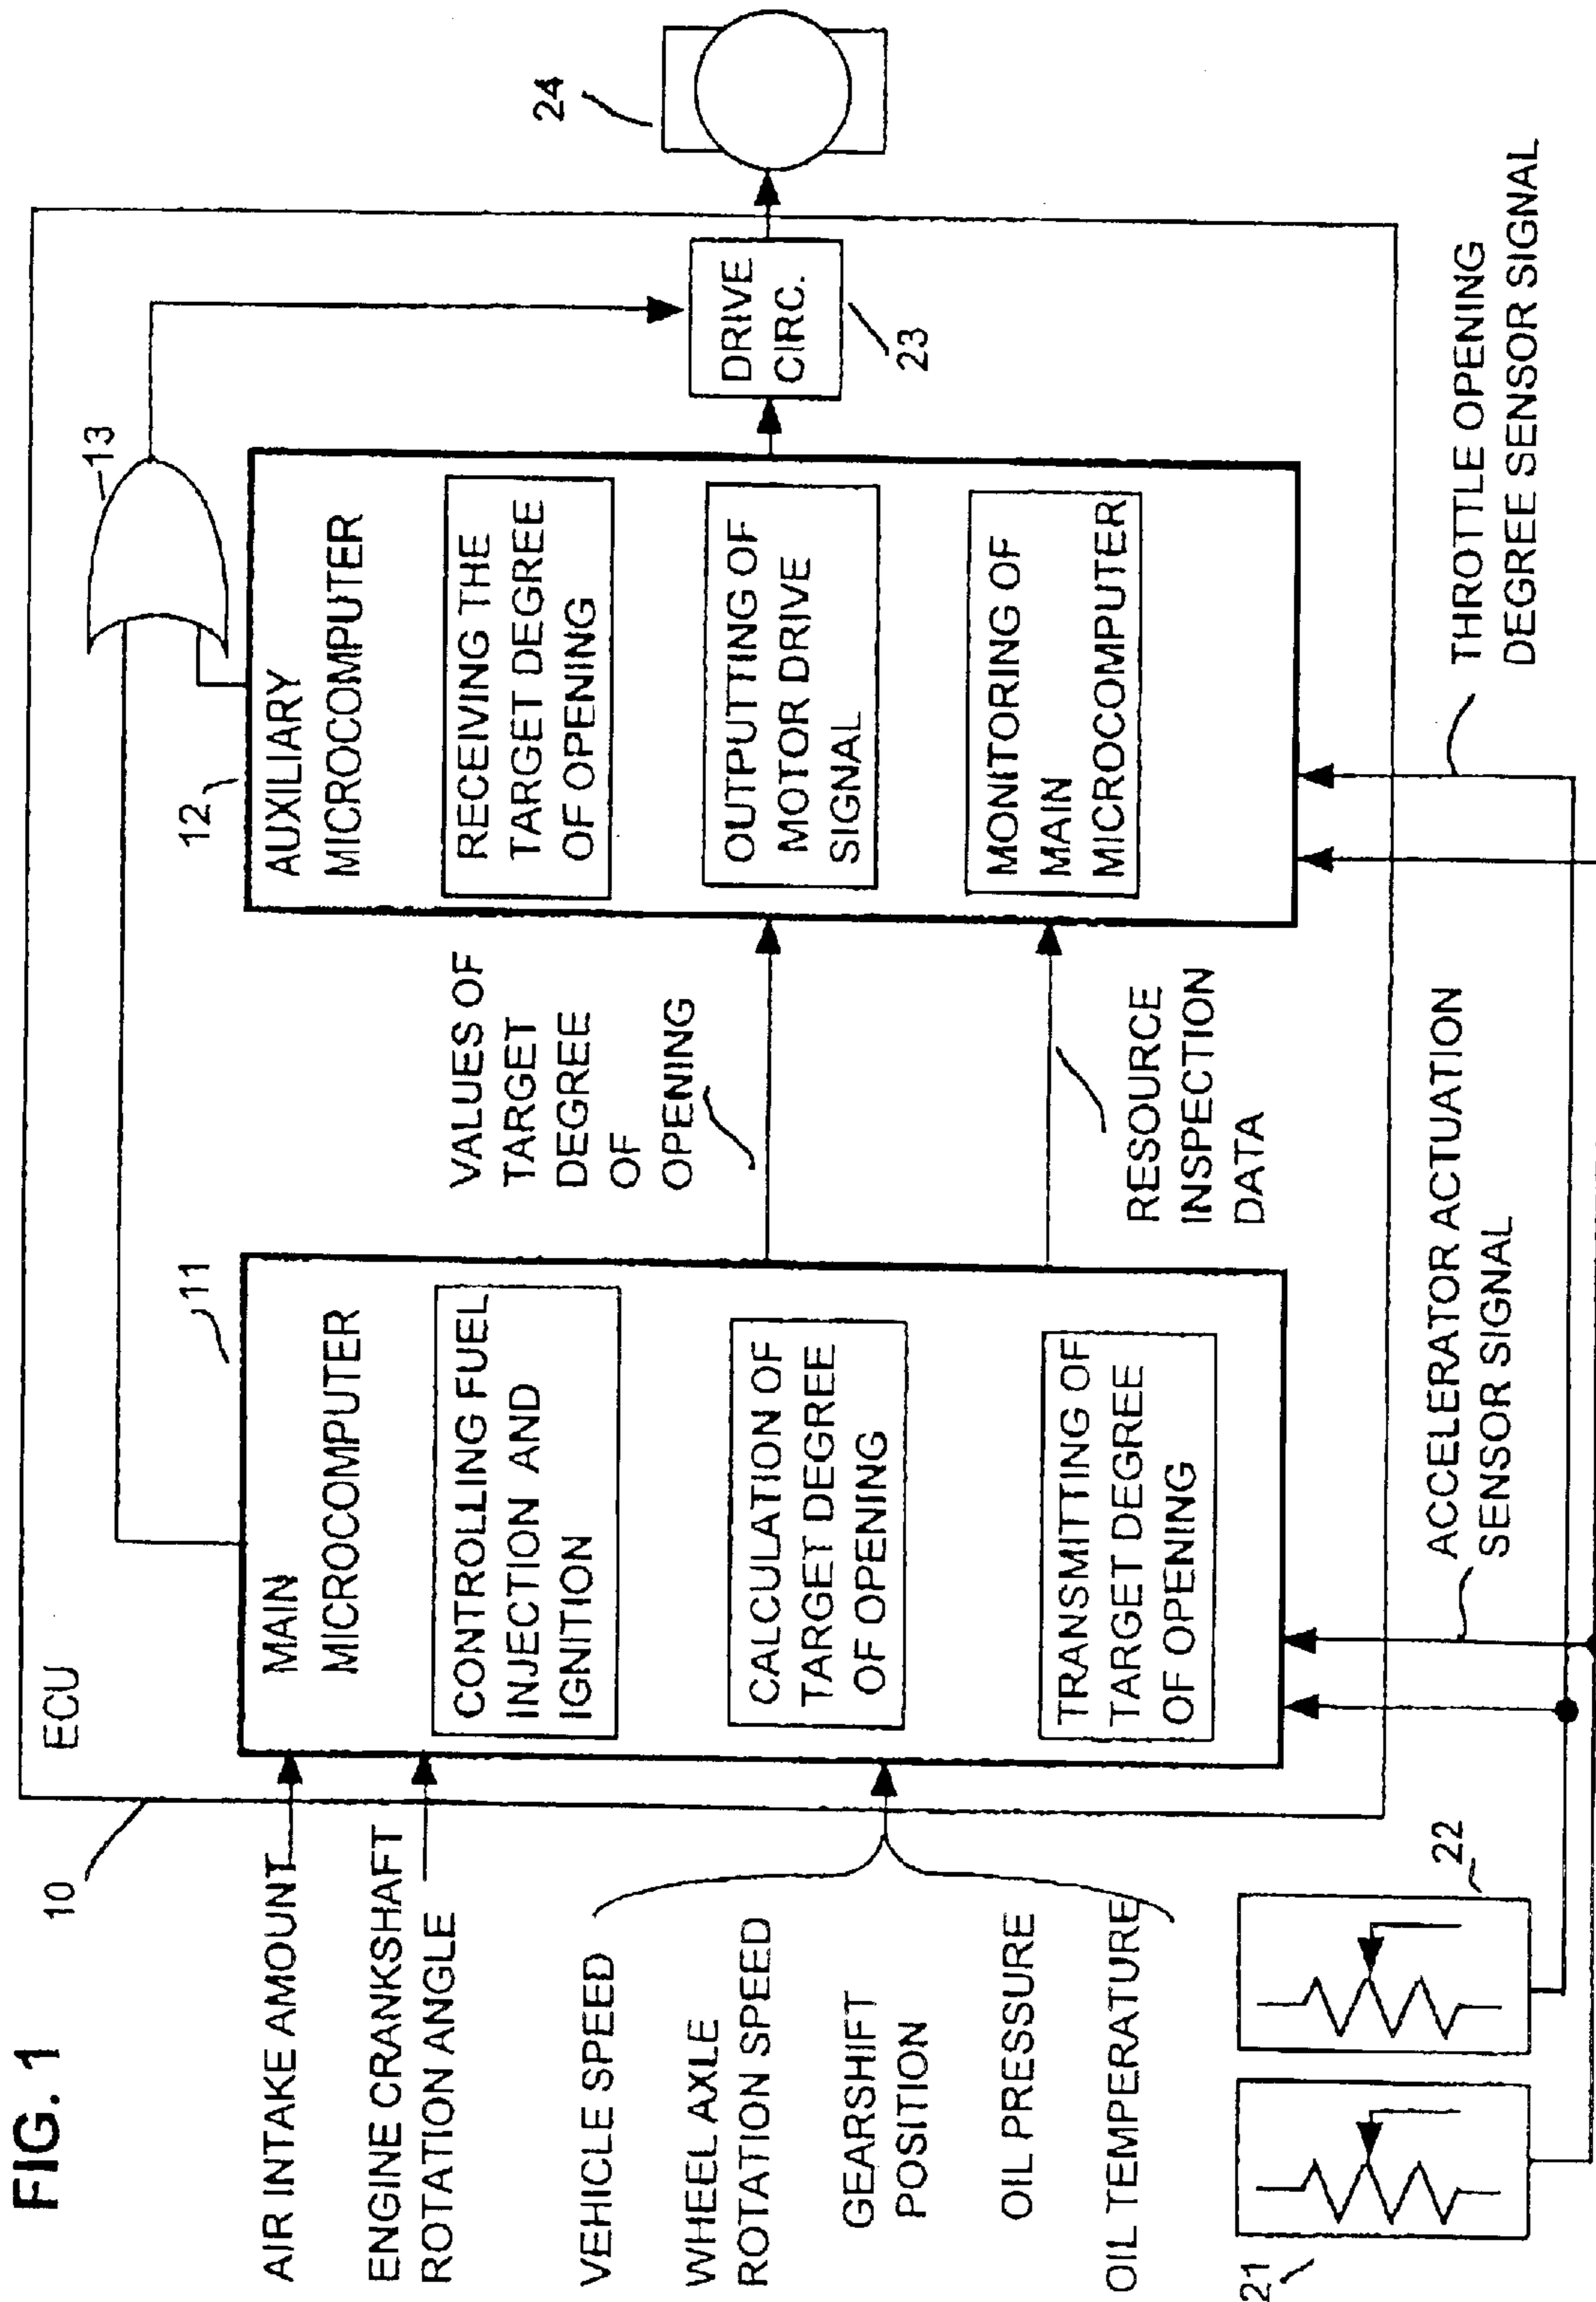 FIG. 1
10
ECU
AIR INTAKE AMOUNT
ENGINE CRANKSHAFT
ROTATION ANGLE
VEHICLE SPEED
WHEEL AXLE
ROTATION SPEED
GEARSHIFT
POSITION
OIL PRESSURE
OIL TEMPERATURE
21
22
11
MAIN
MICROCOMPUTER
CONTROLLING FUEL
INJECTION AND
IGNITION
CALCULATION OF
TARGET DEGREE
OF OPENING
TRANSMITTING OF
TARGET DEGREE
OF OPENING
ACCELERATOR ACTUATION
SENSOR SIGNAL
VALUES OF
TARGET
DEGREE
OF
OPENING
RESOURCE
INSPECTION
DATA
12
13
AUXILIARY
MICROCOMPUTER
RECEIVING THE
TARGET DEGREE
OF OPENING
OUTPUTTING OF
MOTOR DRIVE
SIGNAL
MONITORING OF
MAIN
MICROCOMPUTER
THROTTLE OPENING
DEGREE SENSOR SIGNAL
DRIVE
CIRC.
23
24